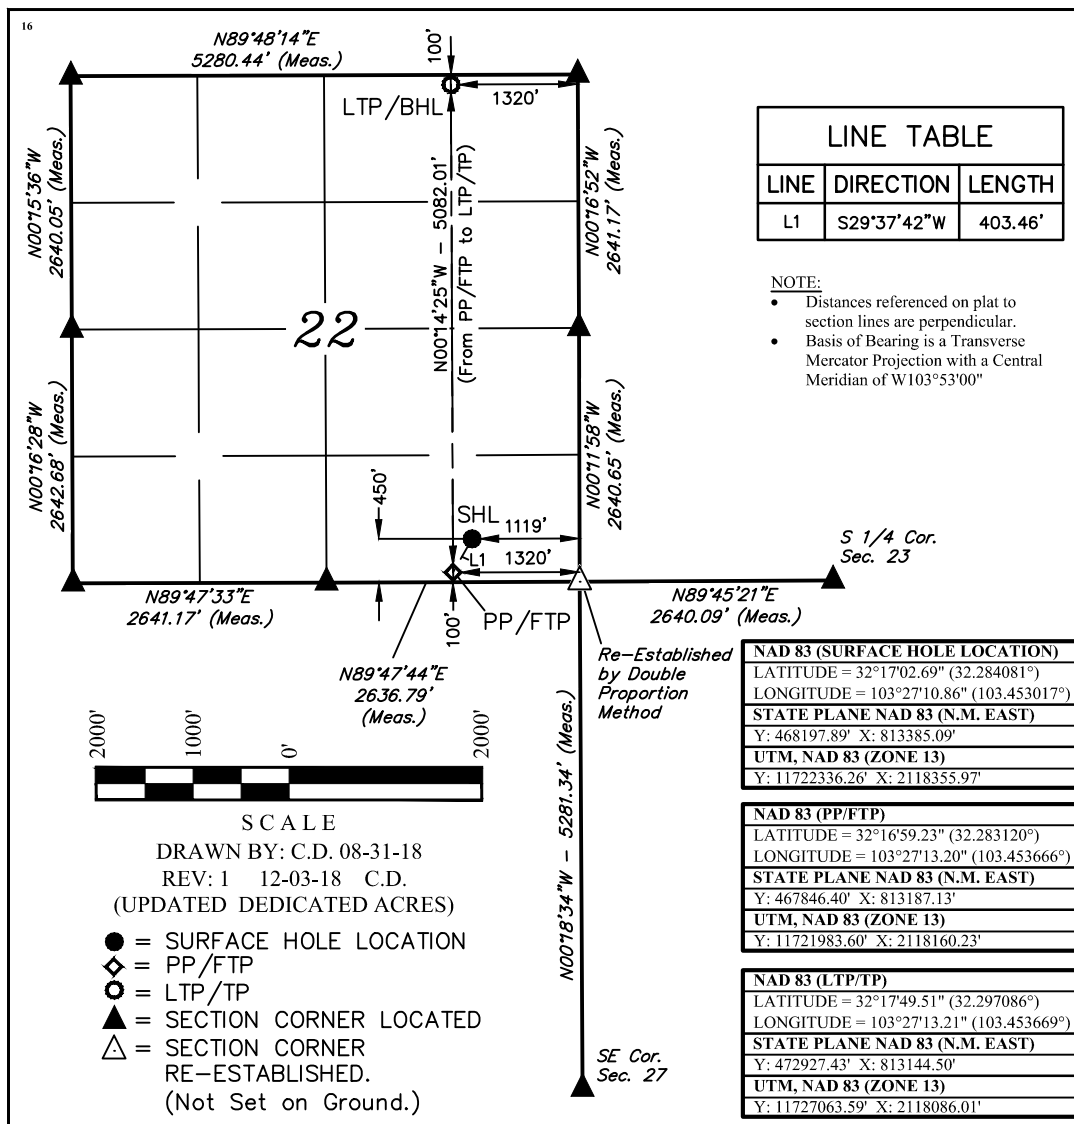 16
N89°48'14"E
5280.44' (Meas.)
100'
LTP/BHL
1320'
N00°15'36"W
2640.05' (Meas.)
N00°16'52"W
2641.17' (Meas.)
N00°14'25"W - 5082.01'
(From PP/FTP to LTP/TP)
22
N00°16'28"W
2642.68' (Meas.)
N00°11'58"W
2640.65' (Meas.)
450'
SHL
1119'
L1
1320'
100'
PP/FTP
S 1/4 Cor.
Sec. 23
N89°47'33"E
2641.17' (Meas.)
N89°45'21"E
2640.09' (Meas.)
N89°47'44"E
2636.79'
(Meas.)
Re-Established
by Double
Proportion
Method
N00°18'34"W - 5281.34' (Meas.)
SE Cor.
Sec. 27
LINE TABLE
LINE DIRECTION LENGTH
L1 S29°37'42"W 403.46'
NOTE:
• Distances referenced on plat to
section lines are perpendicular.
• Basis of Bearing is a Transverse
Mercator Projection with a Central
Meridian of W103°53'00"
2000' 1000' 0' 2000'
SCALE
DRAWN BY: C.D. 08-31-18
REV: 1 12-03-18 C.D.
(UPDATED DEDICATED ACRES)
= SURFACE HOLE LOCATION
= PP/FTP
= LTP/TP
= SECTION CORNER LOCATED
= SECTION CORNER
RE-ESTABLISHED.
(Not Set on Ground.)
NAD 83 (SURFACE HOLE LOCATION)
LATITUDE = 32°17'02.69" (32.284081°)
LONGITUDE = 103°27'10.86" (103.453017°)
STATE PLANE NAD 83 (N.M. EAST)
Y: 468197.89' X: 813385.09'
UTM, NAD 83 (ZONE 13)
Y: 11722336.26' X: 2118355.97'
NAD 83 (PP/FTP)
LATITUDE = 32°16'59.23" (32.283120°)
LONGITUDE = 103°27'13.20" (103.453666°)
STATE PLANE NAD 83 (N.M. EAST)
Y: 467846.40' X: 813187.13'
UTM, NAD 83 (ZONE 13)
Y: 11721983.60' X: 2118160.23'
NAD 83 (LTP/TP)
LATITUDE = 32°17'49.51" (32.297086°)
LONGITUDE = 103°27'13.21" (103.453669°)
STATE PLANE NAD 83 (N.M. EAST)
Y: 472927.43' X: 813144.50'
UTM, NAD 83 (ZONE 13)
Y: 11727063.59' X: 2118086.01'